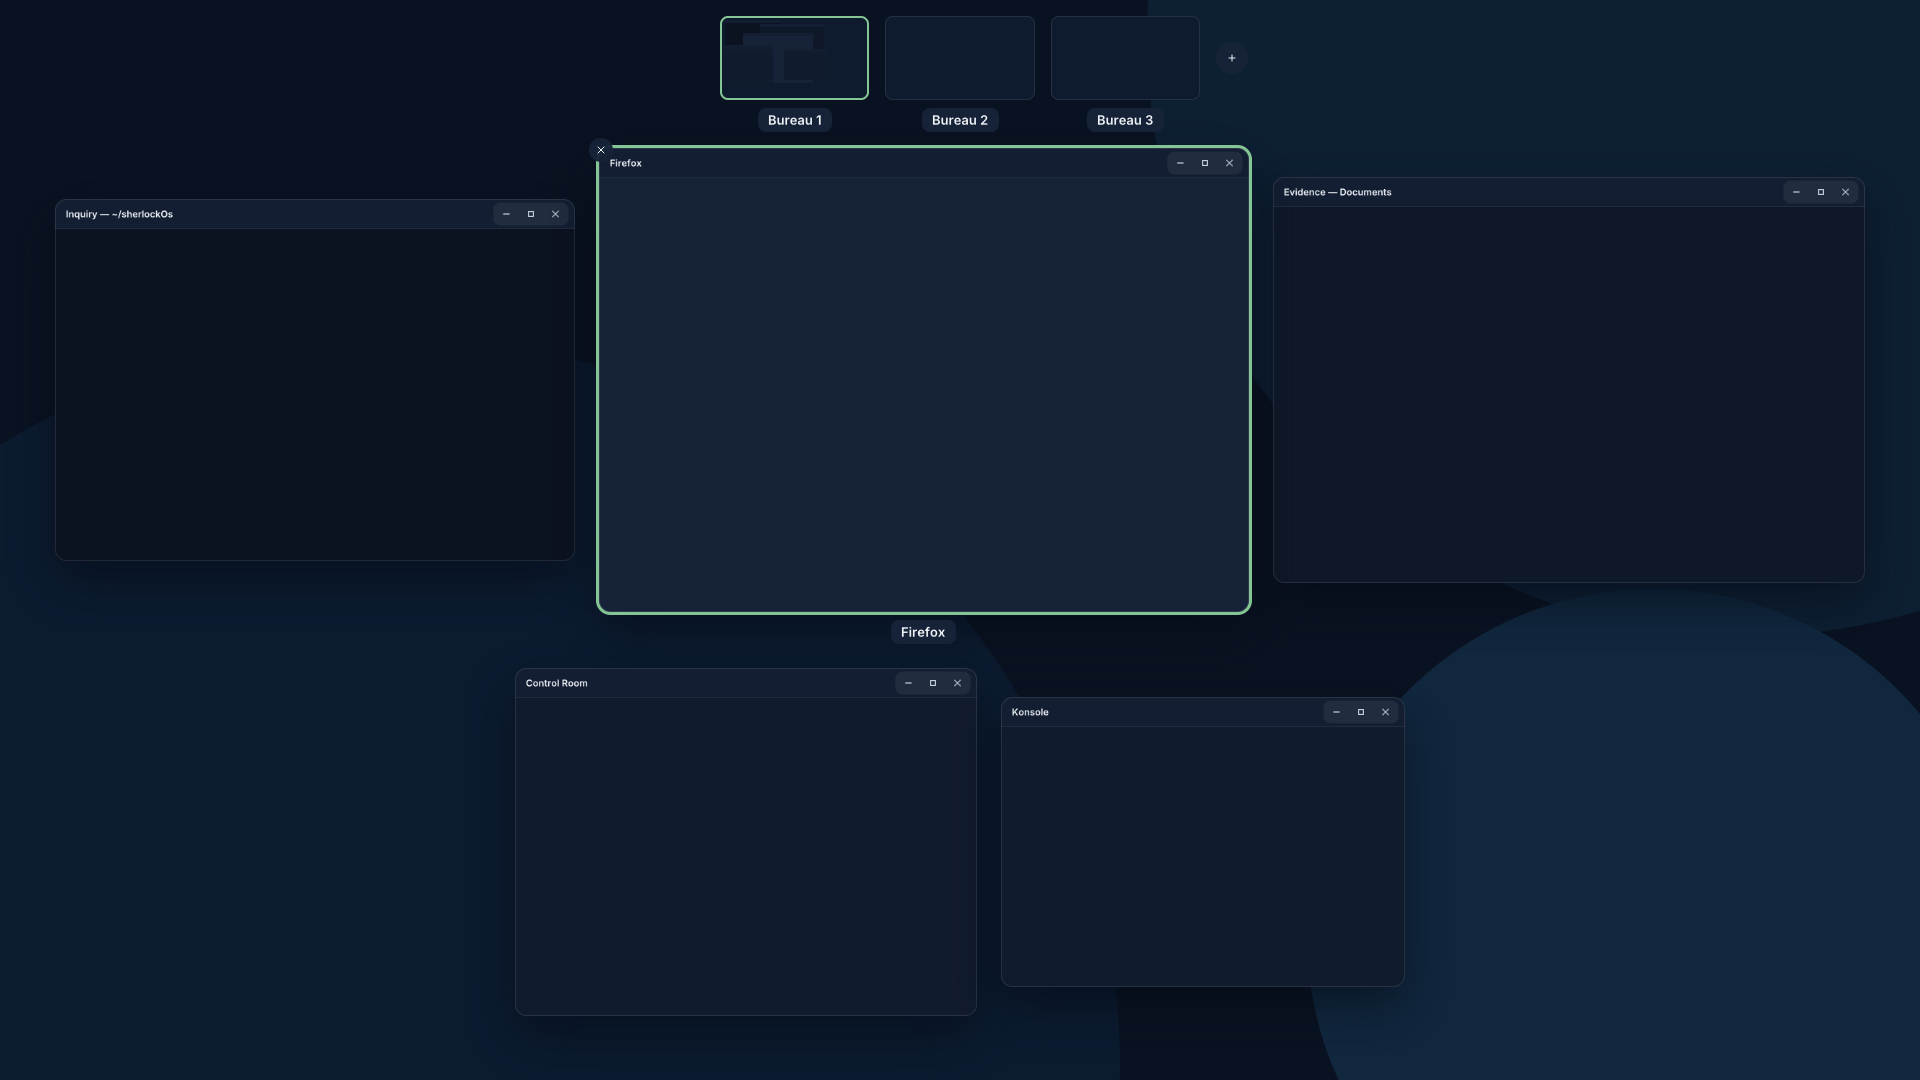 Bureau 1
Bureau 2
Bureau 3
Firefox
Evidence — Documents
Inquiry — ~/sherlockOs
Firefox
Control Room
Konsole